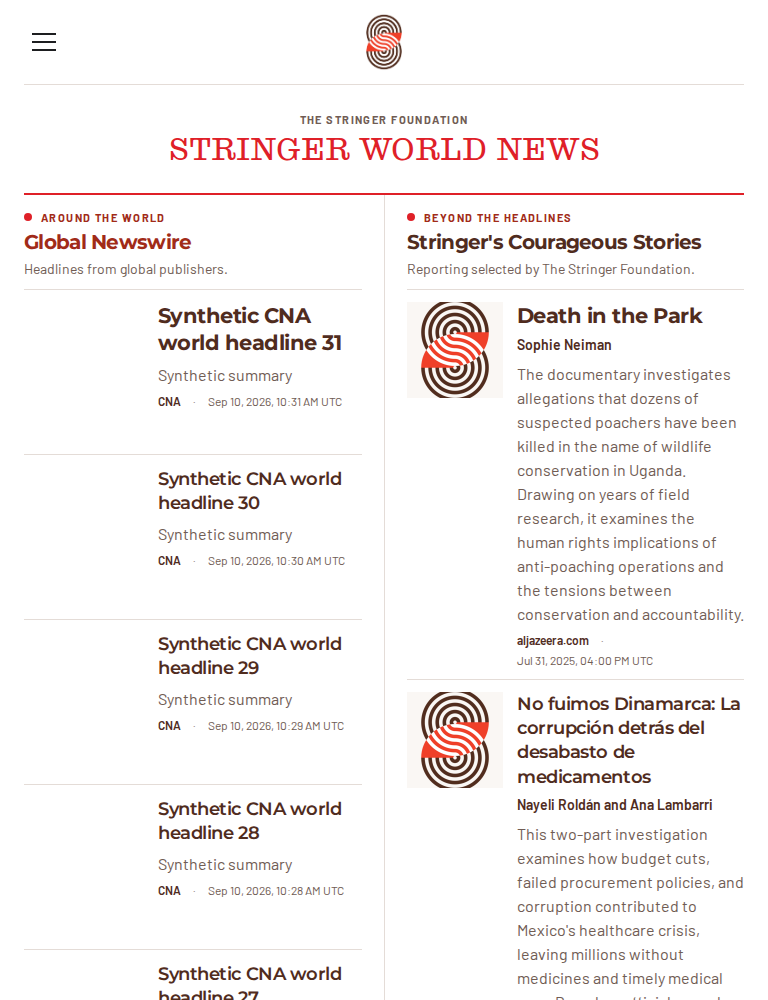 THE STRINGER FOUNDATION
STRINGER WORLD NEWS
AROUND THE WORLD
Global Newswire
Headlines from global publishers.
Synthetic CNA
world headline 31
Synthetic summary
CNA · Sep 10, 2026, 10:31 AM UTC
Synthetic CNA world
headline 30
Synthetic summary
CNA · Sep 10, 2026, 10:30 AM UTC
Synthetic CNA world
headline 29
Synthetic summary
CNA · Sep 10, 2026, 10:29 AM UTC
Synthetic CNA world
headline 28
Synthetic summary
CNA · Sep 10, 2026, 10:28 AM UTC
Synthetic CNA world
headline 27
BEYOND THE HEADLINES
Stringer's Courageous Stories
Reporting selected by The Stringer Foundation.
Death in the Park
Sophie Neiman
The documentary investigates
allegations that dozens of
suspected poachers have been
killed in the name of wildlife
conservation in Uganda.
Drawing on years of field
research, it examines the
human rights implications of
anti-poaching operations and
the tensions between
conservation and accountability.
aljazeera.com ·
Jul 31, 2025, 04:00 PM UTC
No fuimos Dinamarca: La
corrupción detrás del
desabasto de
medicamentos
Nayeli Roldán and Ana Lambarri
This two-part investigation
examines how budget cuts,
failed procurement policies, and
corruption contributed to
Mexico's healthcare crisis,
leaving millions without
medicines and timely medical